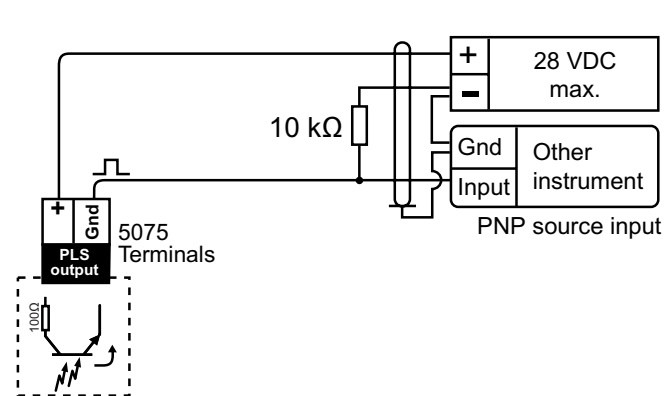 +
28 VDC
max.
−
10 kΩ
Gnd
Other
instrument
Input
PNP source input
+
Gnd
5075
Terminals
PLS
output
100Ω